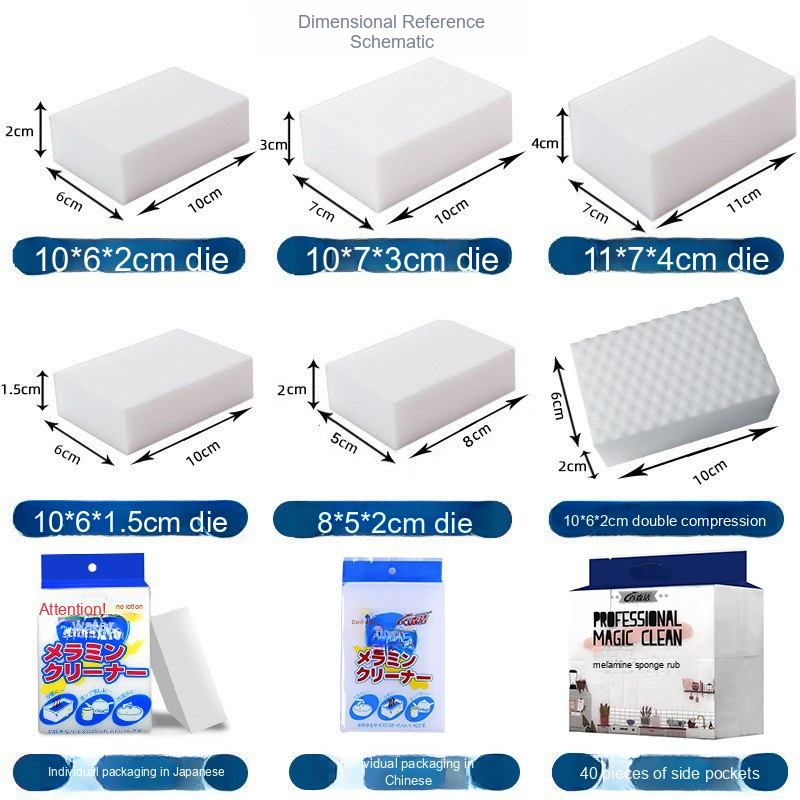 Dimensional Reference
Schematic
2cm
6cm
10cm
3cm
7cm
10cm
4cm
7cm
11cm
10*6*2cm die
10*7*3cm die
11*7*4cm die
1.5cm
6cm
10cm
2cm
5cm
8cm
6cm
2cm
10cm
10*6*1.5cm die
8*5*2cm die
10*6*2cm double compression
Attention!
no lotion
water
メラミン
クリーナー
Don't
メラミン
クリーナー
PROFESSIONAL
MAGIC CLEAN
melamine sponge rub
Individual packaging in Japanese
Individual packaging in
Chinese
40 pieces of side pockets